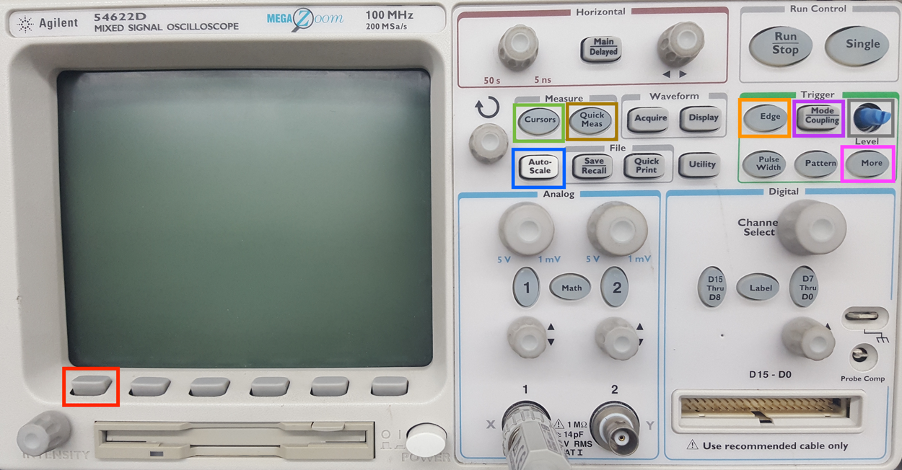 Agilent
54622D
MIXED SIGNAL OSCILLOSCOPE
MEGA Zoom
100 MHz
200 MSa/s
INTENSITY
POWER
Horizontal
50 s
5 ns
Main
Delayed
Run Control
Run
Stop
Single
Measure
Cursors
Quick
Meas
Waveform
Acquire
Display
Trigger
Edge
Mode
Coupling
Level
Auto-
Scale
File
Save
Recall
Quick
Print
Utility
Pulse
Width
Pattern
More
Analog
5 V
1 mV
5 V
1 mV
1
Math
2
1
2
X
Y
1 MΩ
14 pF
V RMS
AT I
Digital
Channe
Select
D15
Thru
D8
Label
D7
Thru
D0
D15 - D0
Probe Comp
Use recommended cable only